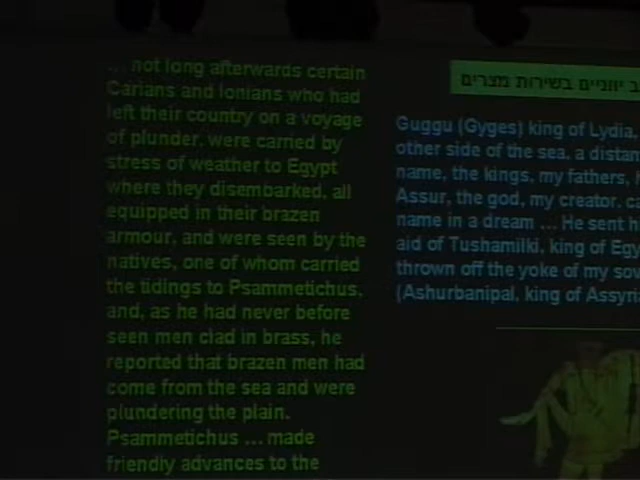 ... not long afterwards certain
Carians and Ionians who had
left their country on a voyage
of plunder, were carried by
stress of weather to Egypt
where they disembarked, all
equipped in their brazen
armour, and were seen by the
natives, one of whom carried
the tidings to Psammetichus,
and, as he had never before
seen men clad in brass, he
reported that brazen men had
come from the sea and were
plundering the plain.
Psammetichus ... made
friendly advances to the
יווניים בשירות מצרים
Guggu (Gyges) king of Lydia,
other side of the sea, a distan
name, the kings, my fathers,
Assur, the god, my creator, ca
name in a dream ... He sent h
aid of Tushamilki, king of Egy
thrown off the yoke of my sov
(Ashurbanipal, king of Assyri